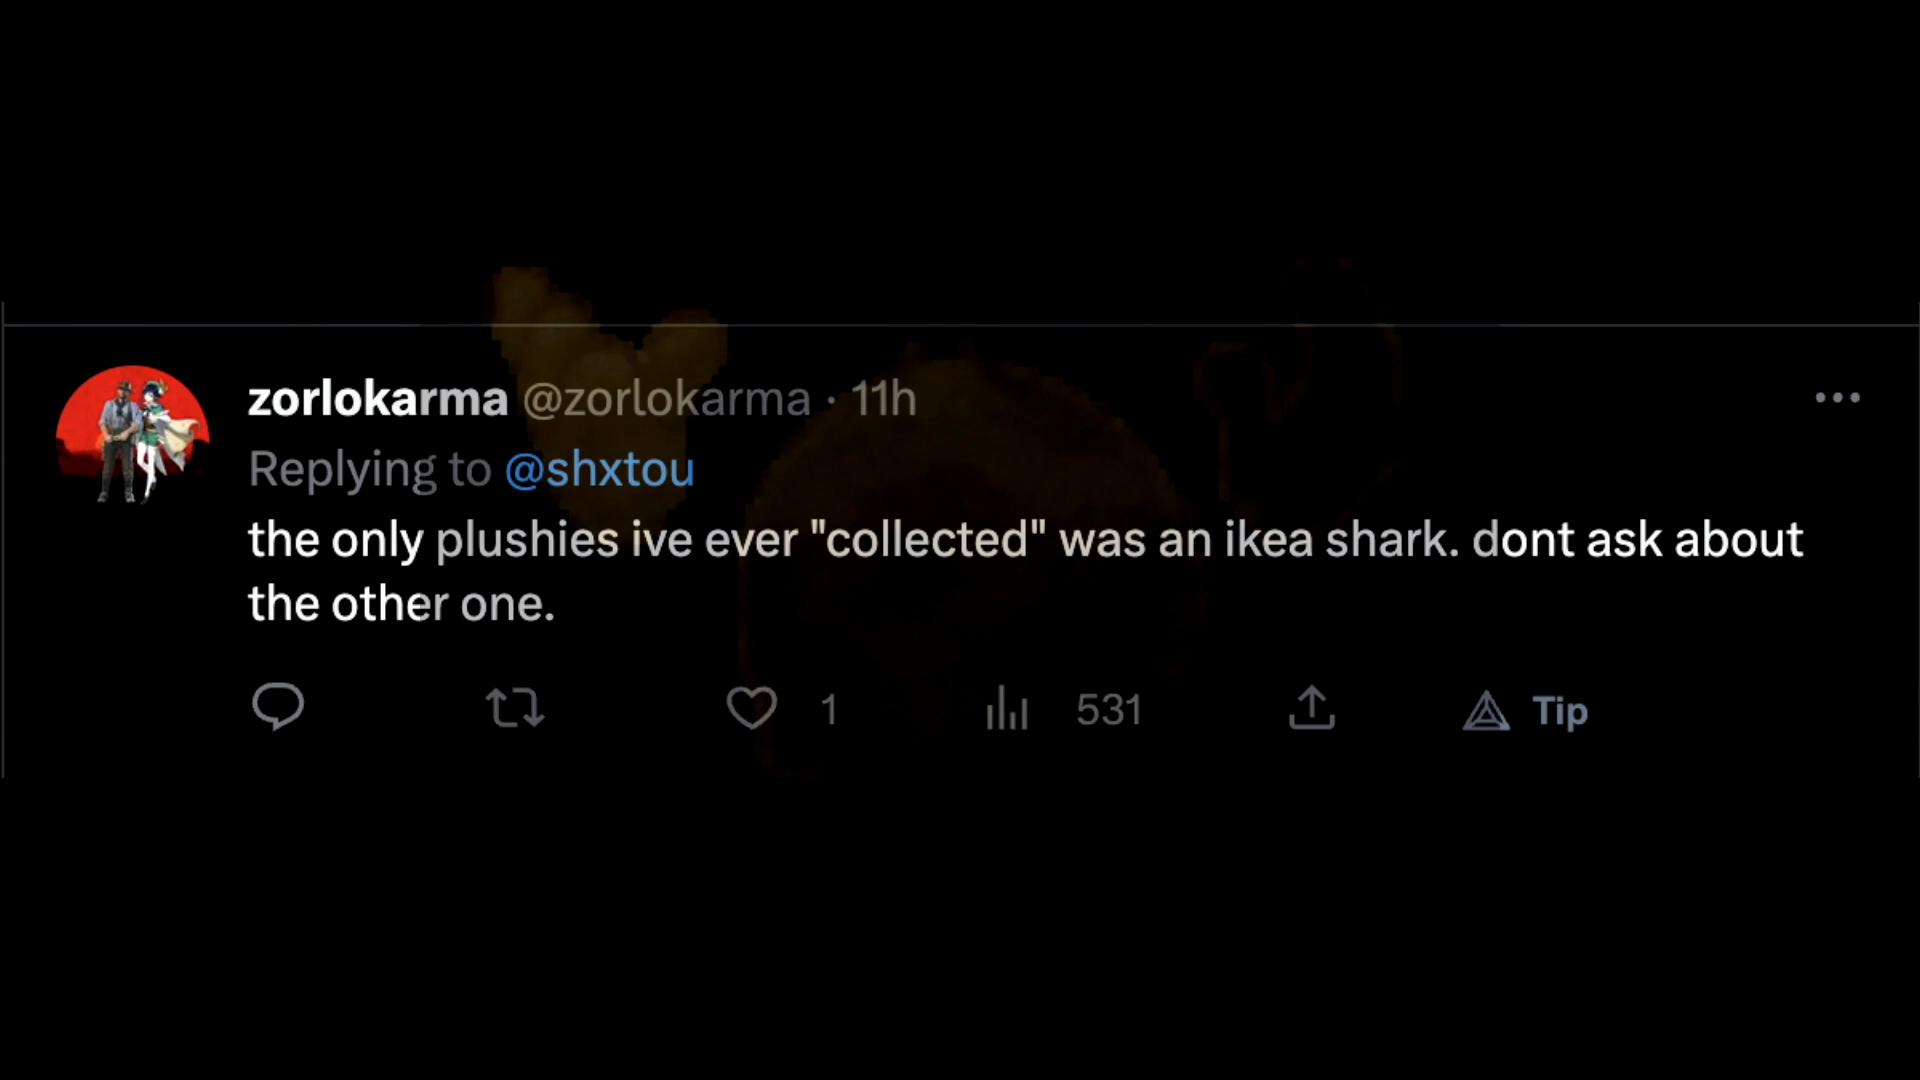 zorlokarma @zorlokarma · 11h
Replying to @shxtou
the only plushies ive ever "collected" was an ikea shark. dont ask about
the other one.
1 531 Tip